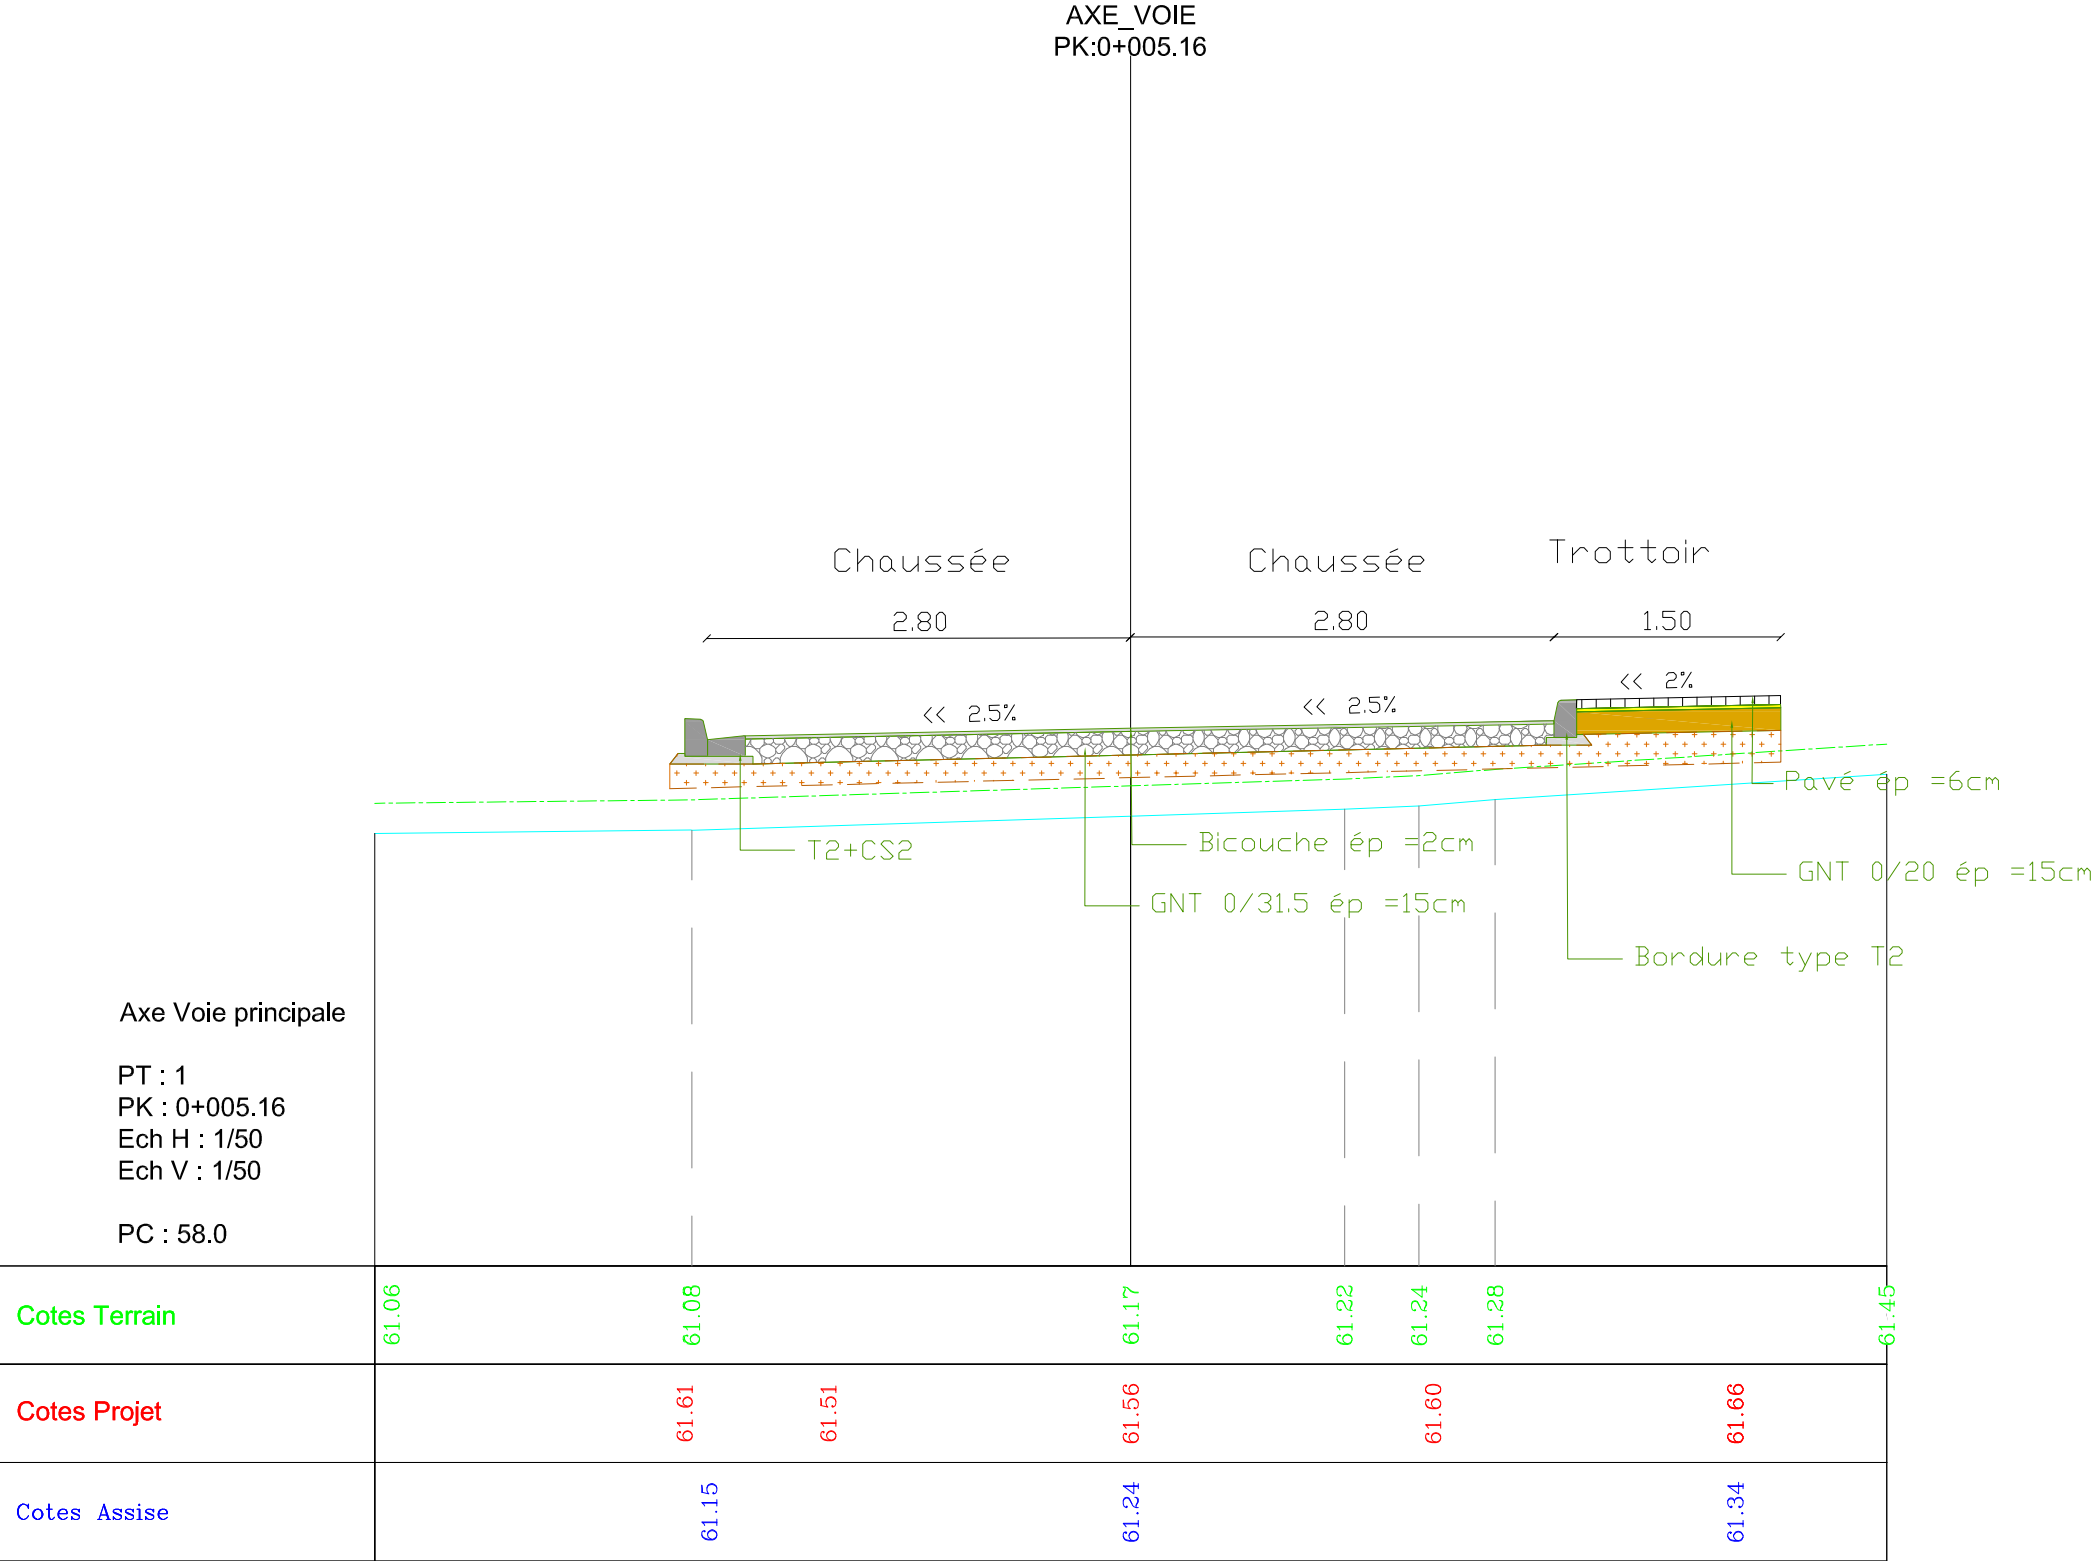 AXE_VOIE
PK:0+005.16
Chaussée
Chaussée
Trottoir
2.80
2.80
1.50
<< 2.5%
<< 2.5%
<< 2%
Pavé ép =6cm
T2+CS2
Bicouche ép =2cm
GNT 0/20 ép =15cm
GNT 0/31.5 ép =15cm
Bordure type T2
Axe Voie principale
PT : 1
PK : 0+005.16
Ech H : 1/50
Ech V : 1/50
PC : 58.0
Cotes Terrain
61.06
61.08
61.17
61.22
61.24
61.28
61.45
Cotes Projet
61.61
61.51
61.56
61.60
61.66
Cotes Assise
61.15
61.24
61.34